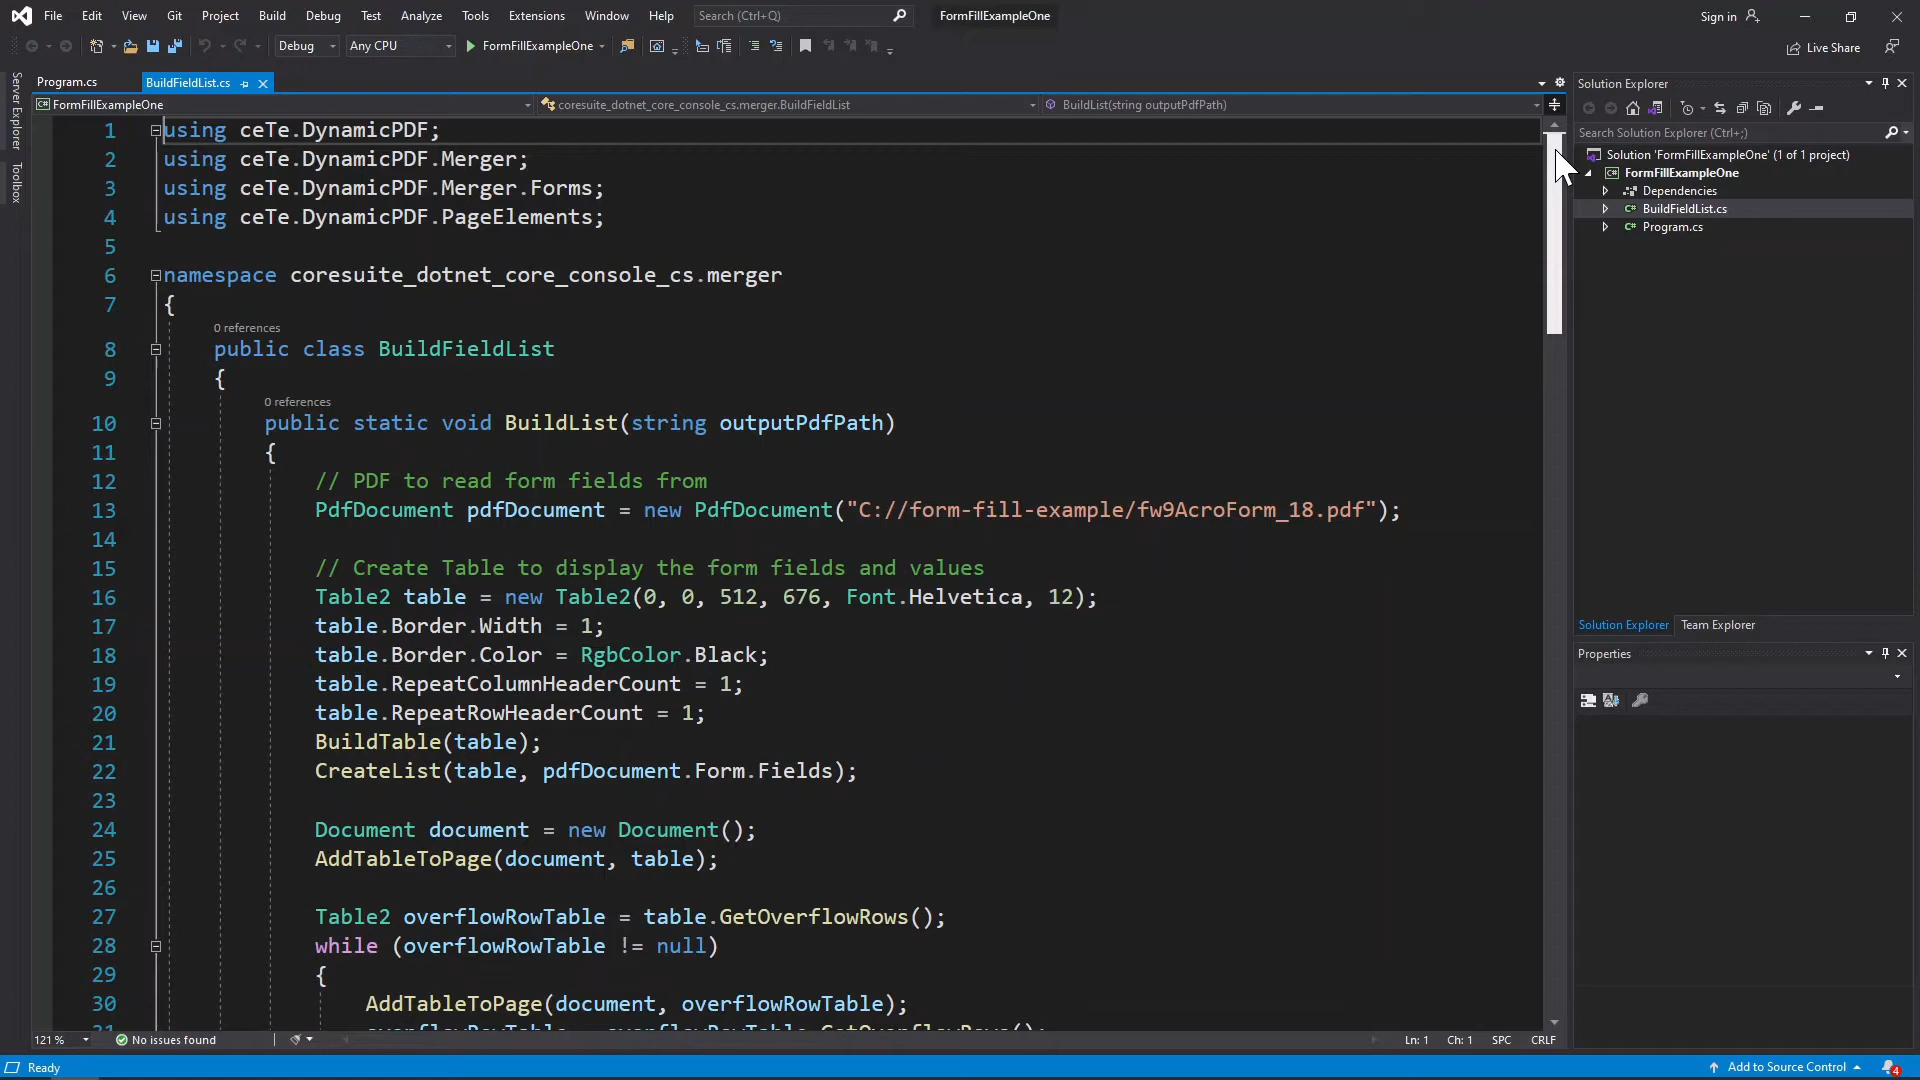 File Edit View Git Project Build Debug Test Analyze Tools Extensions Window Help Search (Ctrl+Q) FormFillExampleOne Sign in
Debug Any CPU FormFillExampleOne Live Share
Server Explorer
Toolbox
Program.cs BuildFieldList.cs
FormFillExampleOne coresuite_dotnet_core_console_cs.merger.BuildFieldList BuildList(string outputPdfPath)
1 using ceTe.DynamicPDF;
2 using ceTe.DynamicPDF.Merger;
3 using ceTe.DynamicPDF.Merger.Forms;
4 using ceTe.DynamicPDF.PageElements;
5
6 namespace coresuite_dotnet_core_console_cs.merger
7 {
0 references
8 public class BuildFieldList
9 {
0 references
10 public static void BuildList(string outputPdfPath)
11 {
12 // PDF to read form fields from
13 PdfDocument pdfDocument = new PdfDocument("C://form-fill-example/fw9AcroForm_18.pdf");
14
15 // Create Table to display the form fields and values
16 Table2 table = new Table2(0, 0, 512, 676, Font.Helvetica, 12);
17 table.Border.Width = 1;
18 table.Border.Color = RgbColor.Black;
19 table.RepeatColumnHeaderCount = 1;
20 table.RepeatRowHeaderCount = 1;
21 BuildTable(table);
22 CreateList(table, pdfDocument.Form.Fields);
23
24 Document document = new Document();
25 AddTableToPage(document, table);
26
27 Table2 overflowRowTable = table.GetOverflowRows();
28 while (overflowRowTable != null)
29 {
30 AddTableToPage(document, overflowRowTable);
31 overflowRowTable = overflowRowTable.GetOverflowRows();
121 % No issues found Ln: 1 Ch: 1 SPC CRLF
Solution Explorer
Search Solution Explorer (Ctrl+;)
Solution 'FormFillExampleOne' (1 of 1 project)
FormFillExampleOne
Dependencies
BuildFieldList.cs
Program.cs
Solution Explorer Team Explorer
Properties
Ready Add to Source Control 4